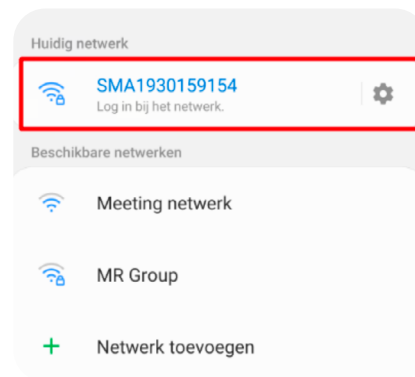 Huidig netwerk
SMA1930159154
Log in bij het netwerk.
Beschikbare netwerken
Meeting netwerk
MR Group
Netwerk toevoegen